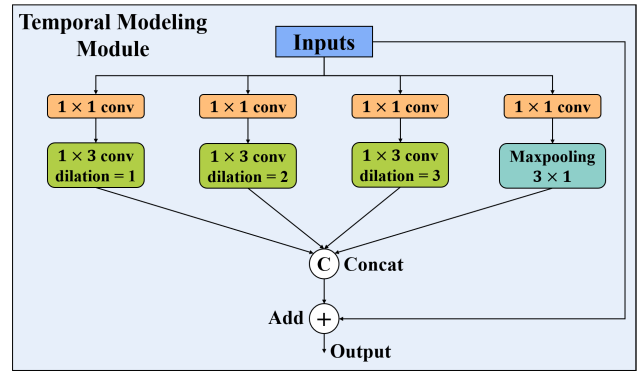 Temporal Modeling
Module
Inputs
1 × 1 conv
1 × 1 conv
1 × 1 conv
1 × 1 conv
1 × 3 conv
dilation = 1
1 × 3 conv
dilation = 2
1 × 3 conv
dilation = 3
Maxpooling
3 × 1
C Concat
Add +
Output